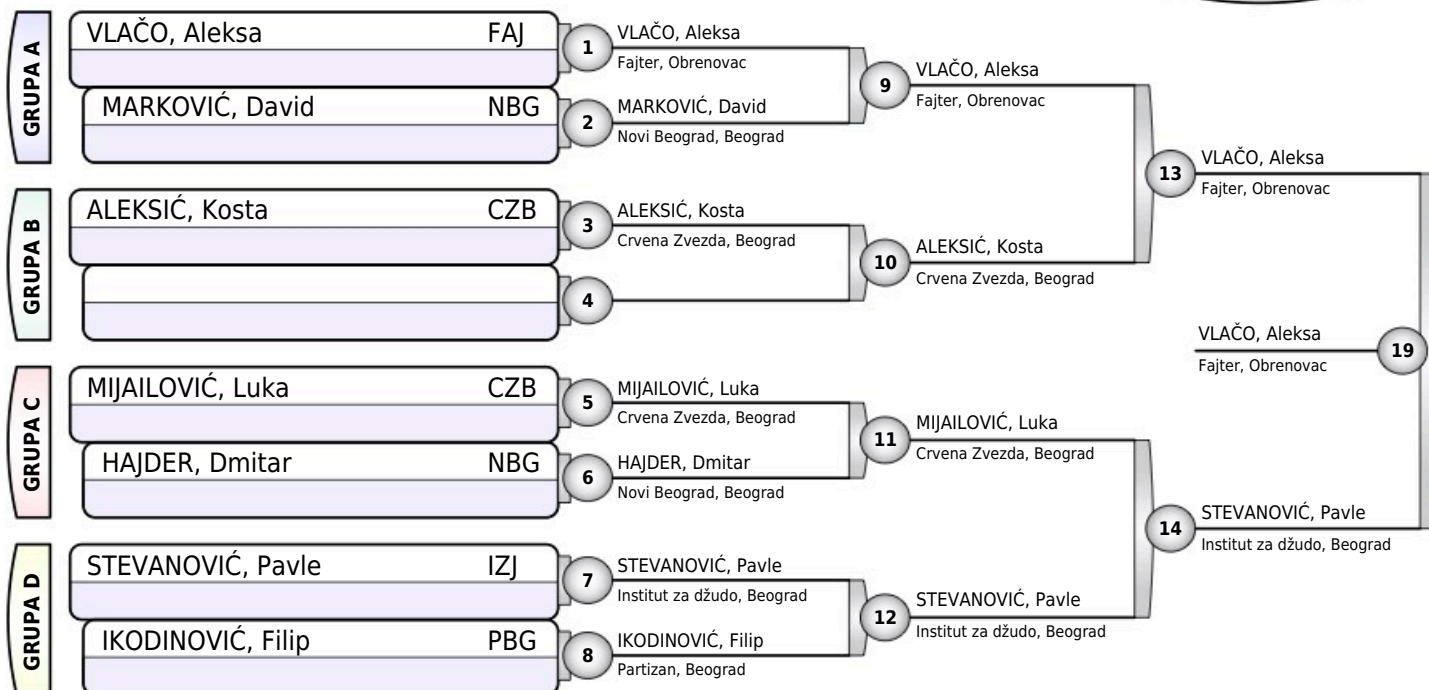 GRUPA A
VLAČO, Aleksa FAJ
MARKOVIĆ, David NBG
GRUPA B
ALEKSIĆ, Kosta CZB
GRUPA C
MIJAILOVIĆ, Luka CZB
HAJDER, Dmitar NBG
GRUPA D
STEVANOVIĆ, Pavle IZJ
IKODINOVIĆ, Filip PBG
1
VLAČO, Aleksa
Fajter, Obrenovac
2
MARKOVIĆ, David
Novi Beograd, Beograd
3
ALEKSIĆ, Kosta
Crvena Zvezda, Beograd
4
5
MIJAILOVIĆ, Luka
Crvena Zvezda, Beograd
6
HAJDER, Dmitar
Novi Beograd, Beograd
7
STEVANOVIĆ, Pavle
Institut za džudo, Beograd
8
IKODINOVIĆ, Filip
Partizan, Beograd
9
VLAČO, Aleksa
Fajter, Obrenovac
10
ALEKSIĆ, Kosta
Crvena Zvezda, Beograd
11
MIJAILOVIĆ, Luka
Crvena Zvezda, Beograd
12
STEVANOVIĆ, Pavle
Institut za džudo, Beograd
13
VLAČO, Aleksa
Fajter, Obrenovac
14
STEVANOVIĆ, Pavle
Institut za džudo, Beograd
VLAČO, Aleksa
Fajter, Obrenovac
19